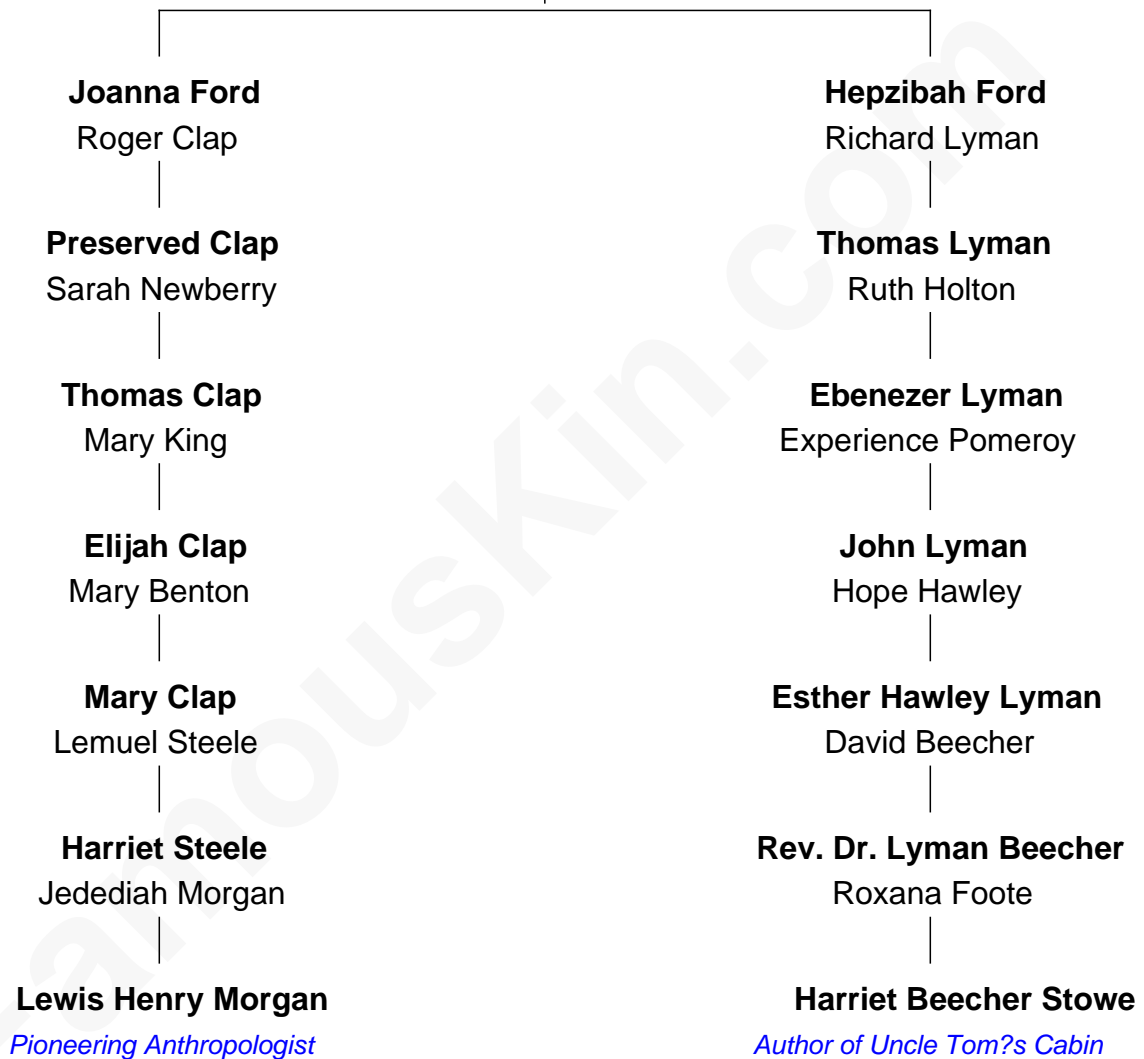 Joanna Ford
Roger Clap
Hepzibah Ford
Richard Lyman
Preserved Clap
Sarah Newberry
Thomas Lyman
Ruth Holton
Thomas Clap
Mary King
Ebenezer Lyman
Experience Pomeroy
Elijah Clap
Mary Benton
John Lyman
Hope Hawley
Mary Clap
Lemuel Steele
Esther Hawley Lyman
David Beecher
Harriet Steele
Jedediah Morgan
Rev. Dr. Lyman Beecher
Roxana Foote
Lewis Henry Morgan
Pioneering Anthropologist
Harriet Beecher Stowe
Author of Uncle Tom?s Cabin
famouskin.com